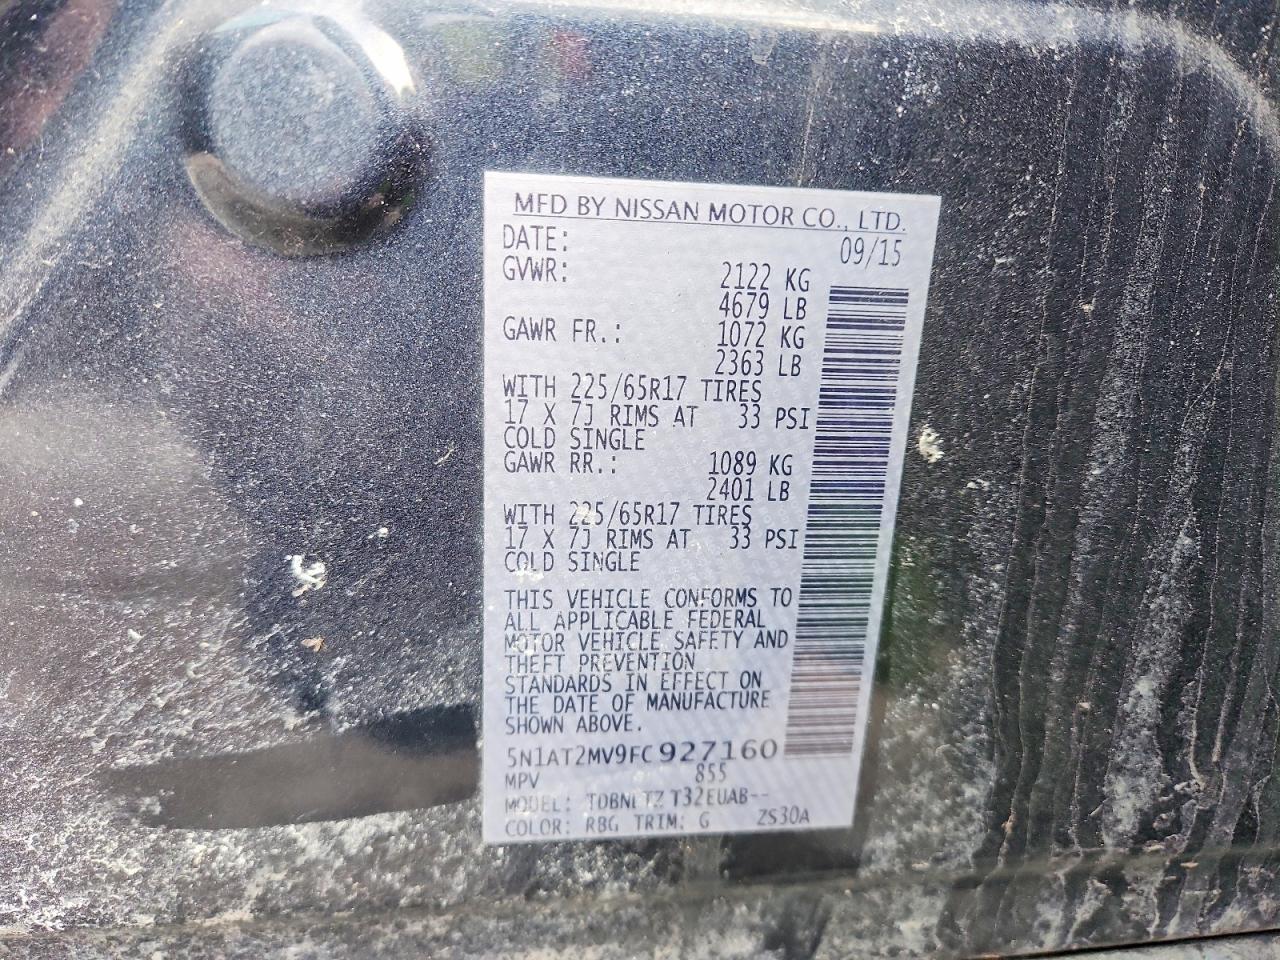 MFD BY NISSAN MOTOR CO., LTD.
DATE: 09/15
GVWR: 2122 KG
4679 LB
GAWR FR.: 1072 KG
2363 LB
WITH 225/65R17 TIRES
17 X 7J RIMS AT 33 PSI
COLD SINGLE
GAWR RR.: 1089 KG
2401 LB
WITH 225/65R17 TIRES
17 X 7J RIMS AT 33 PSI
COLD SINGLE
THIS VEHICLE CONFORMS TO
ALL APPLICABLE FEDERAL
MOTOR VEHICLE SAFETY AND
THEFT PREVENTION
STANDARDS IN EFFECT ON
THE DATE OF MANUFACTURE
SHOWN ABOVE.
5N1AT2MV9FC927160
MPV 855
MODEL: T32EUAB--
COLOR: RBG TRIM: G ZS30A